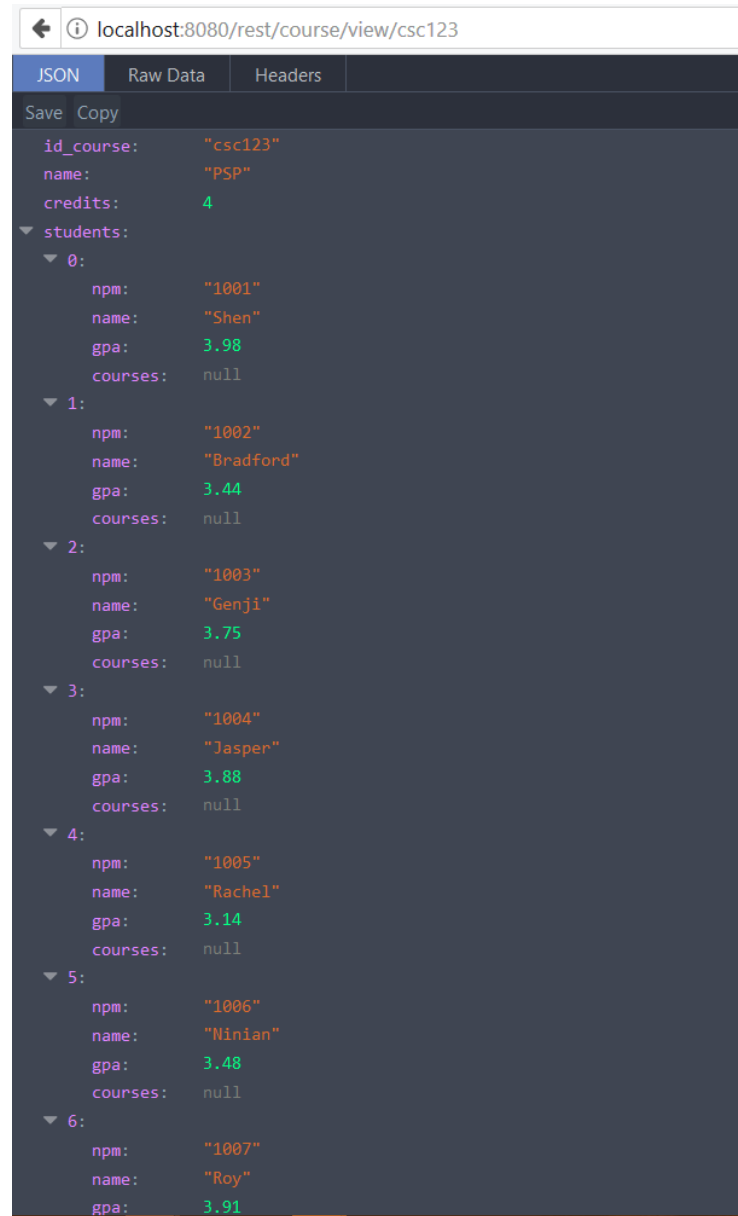 localhost:8080/rest/course/view/csc123
JSON Raw Data Headers
Save Copy
id_course: "csc123"
name: "PSP"
credits: 4
students:
0:
npm: "1001"
name: "Shen"
gpa: 3.98
courses: null
1:
npm: "1002"
name: "Bradford"
gpa: 3.44
courses: null
2:
npm: "1003"
name: "Genji"
gpa: 3.75
courses: null
3:
npm: "1004"
name: "Jasper"
gpa: 3.88
courses: null
4:
npm: "1005"
name: "Rachel"
gpa: 3.14
courses: null
5:
npm: "1006"
name: "Ninian"
gpa: 3.48
courses: null
6:
npm: "1007"
name: "Roy"
gpa: 3.91